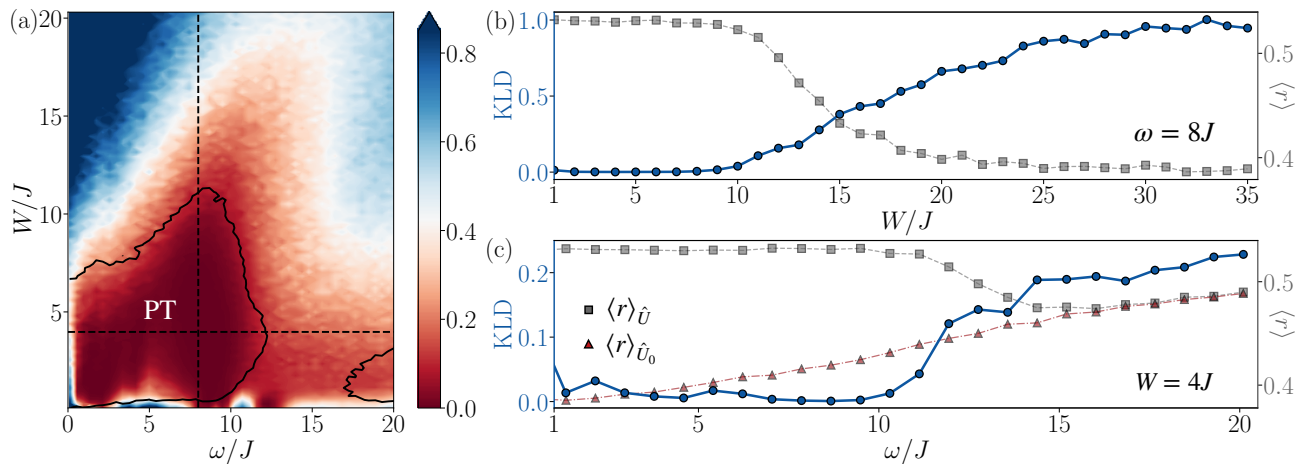 (a)
W/J
20
15
10
5
PT
0 5 10 15 20
ω/J
0.8
0.6
0.4
0.2
0.0
(b)
KLD
1.0
0.5
0.0
ω = 8J
0.5
0.4
⟨r⟩
1 5 10 15 20 25 30 35
W/J
(c)
KLD
0.2
0.1
0.0
⟨r⟩_Û
⟨r⟩_Û₀
W = 4J
0.5
0.4
⟨r⟩
1 5 10 15 20
ω/J